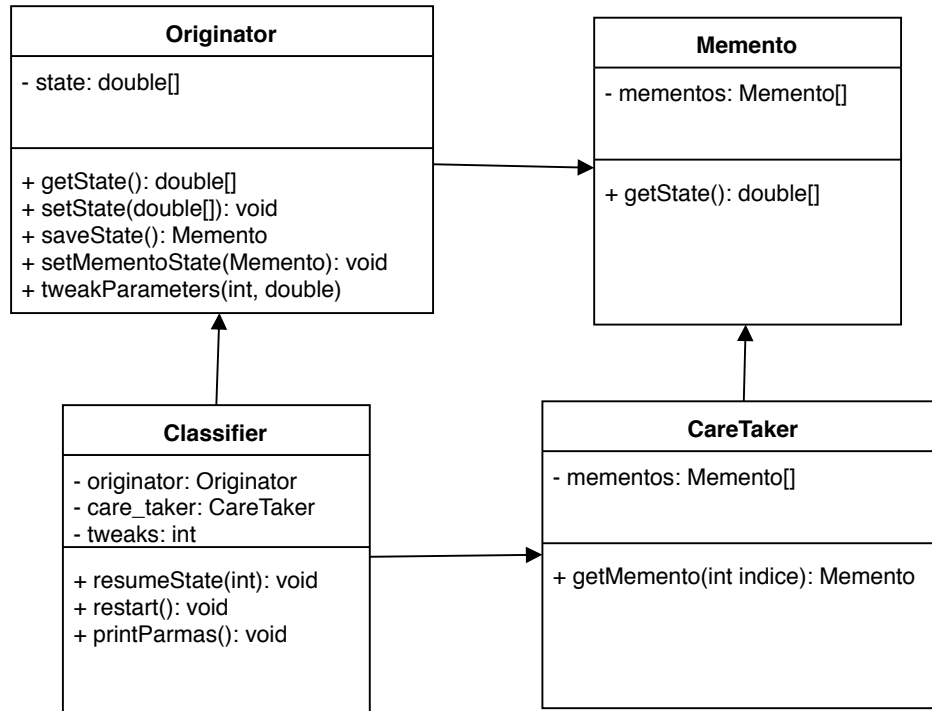 Originator
- state: double[]
+ getState(): double[]
+ setState(double[]): void
+ saveState(): Memento
+ setMementoState(Memento): void
+ tweakParameters(int, double)
Memento
- mementos: Memento[]
+ getState(): double[]
Classifier
- originator: Originator
- care_taker: CareTaker
- tweaks: int
+ resumeState(int): void
+ restart(): void
+ printParmas(): void
CareTaker
- mementos: Memento[]
+ getMemento(int indice): Memento